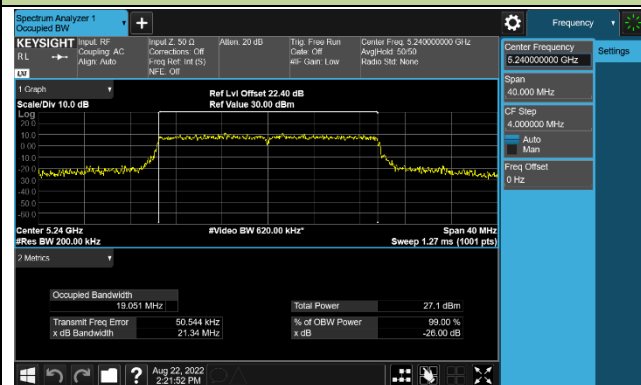 Spectrum Analyzer 1
Occupied BW
Frequency
KEYSIGHT
RL
LXI
Input: RF
Coupling: AC
Align: Auto
Input Z: 50 Ω
Corrections: Off
Freq Ref: Int (S)
NFE: Off
Atten: 20 dB
Trig: Free Run
Gate: Off
#IF Gain: Low
Center Freq: 5.240000000 GHz
Avg|Hold: 50/50
Radio Std: None
Center Frequency
5.240000000 GHz
Settings
Span
40.000 MHz
CF Step
4.000000 MHz
Auto
Man
Freq Offset
0 Hz
1 Graph
Scale/Div 10.0 dB
Ref Lvl Offset 22.40 dB
Ref Value 30.00 dBm
Log
20.0
10.0
0.00
-10.0
-20.0
-30.0
-40.0
-50.0
-60.0
Center 5.24 GHz
#Res BW 200.00 kHz
#Video BW 620.00 kHz*
Span 40 MHz
Sweep 1.27 ms (1001 pts)
2 Metrics
Occupied Bandwidth
19.051 MHz
Total Power 27.1 dBm
Transmit Freq Error 50.544 kHz
% of OBW Power 99.00 %
x dB Bandwidth 21.34 MHz
x dB -26.00 dB
Aug 22, 2022
2:21:52 PM